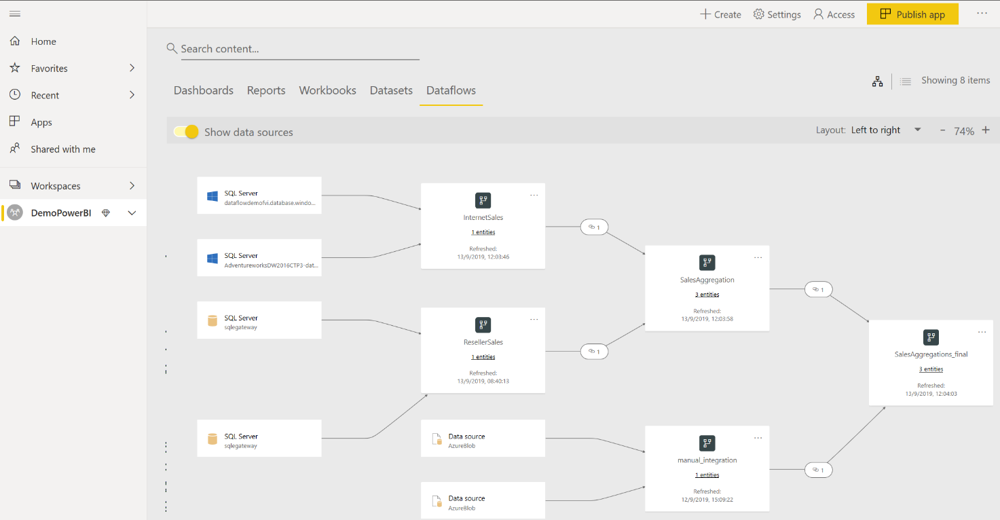 Create
Settings
Access
Publish app
Home
Favorites
Recent
Apps
Shared with me
Workspaces
DemoPowerBI
Search content...
Dashboards
Reports
Workbooks
Datasets
Dataflows
Showing 8 items
Show data sources
Layout: Left to right
- 74% +
SQL Server
dataflowdemofvi.database.windo...
SQL Server
AdventureworksDW2016CTP3-dat...
SQL Server
sqlegateway
SQL Server
sqlegateway
InternetSales
1 entities
Refreshed:
13/9/2019, 12:03:46
1
ResellerSales
1 entities
Refreshed:
13/9/2019, 08:40:13
1
Data source
AzureBlob
Data source
AzureBlob
SalesAggregation
3 entities
Refreshed:
13/9/2019, 12:03:58
1
manual_integration
1 entities
Refreshed:
12/9/2019, 15:09:22
1
SalesAggregations_final
3 entities
Refreshed:
13/9/2019, 12:04:03